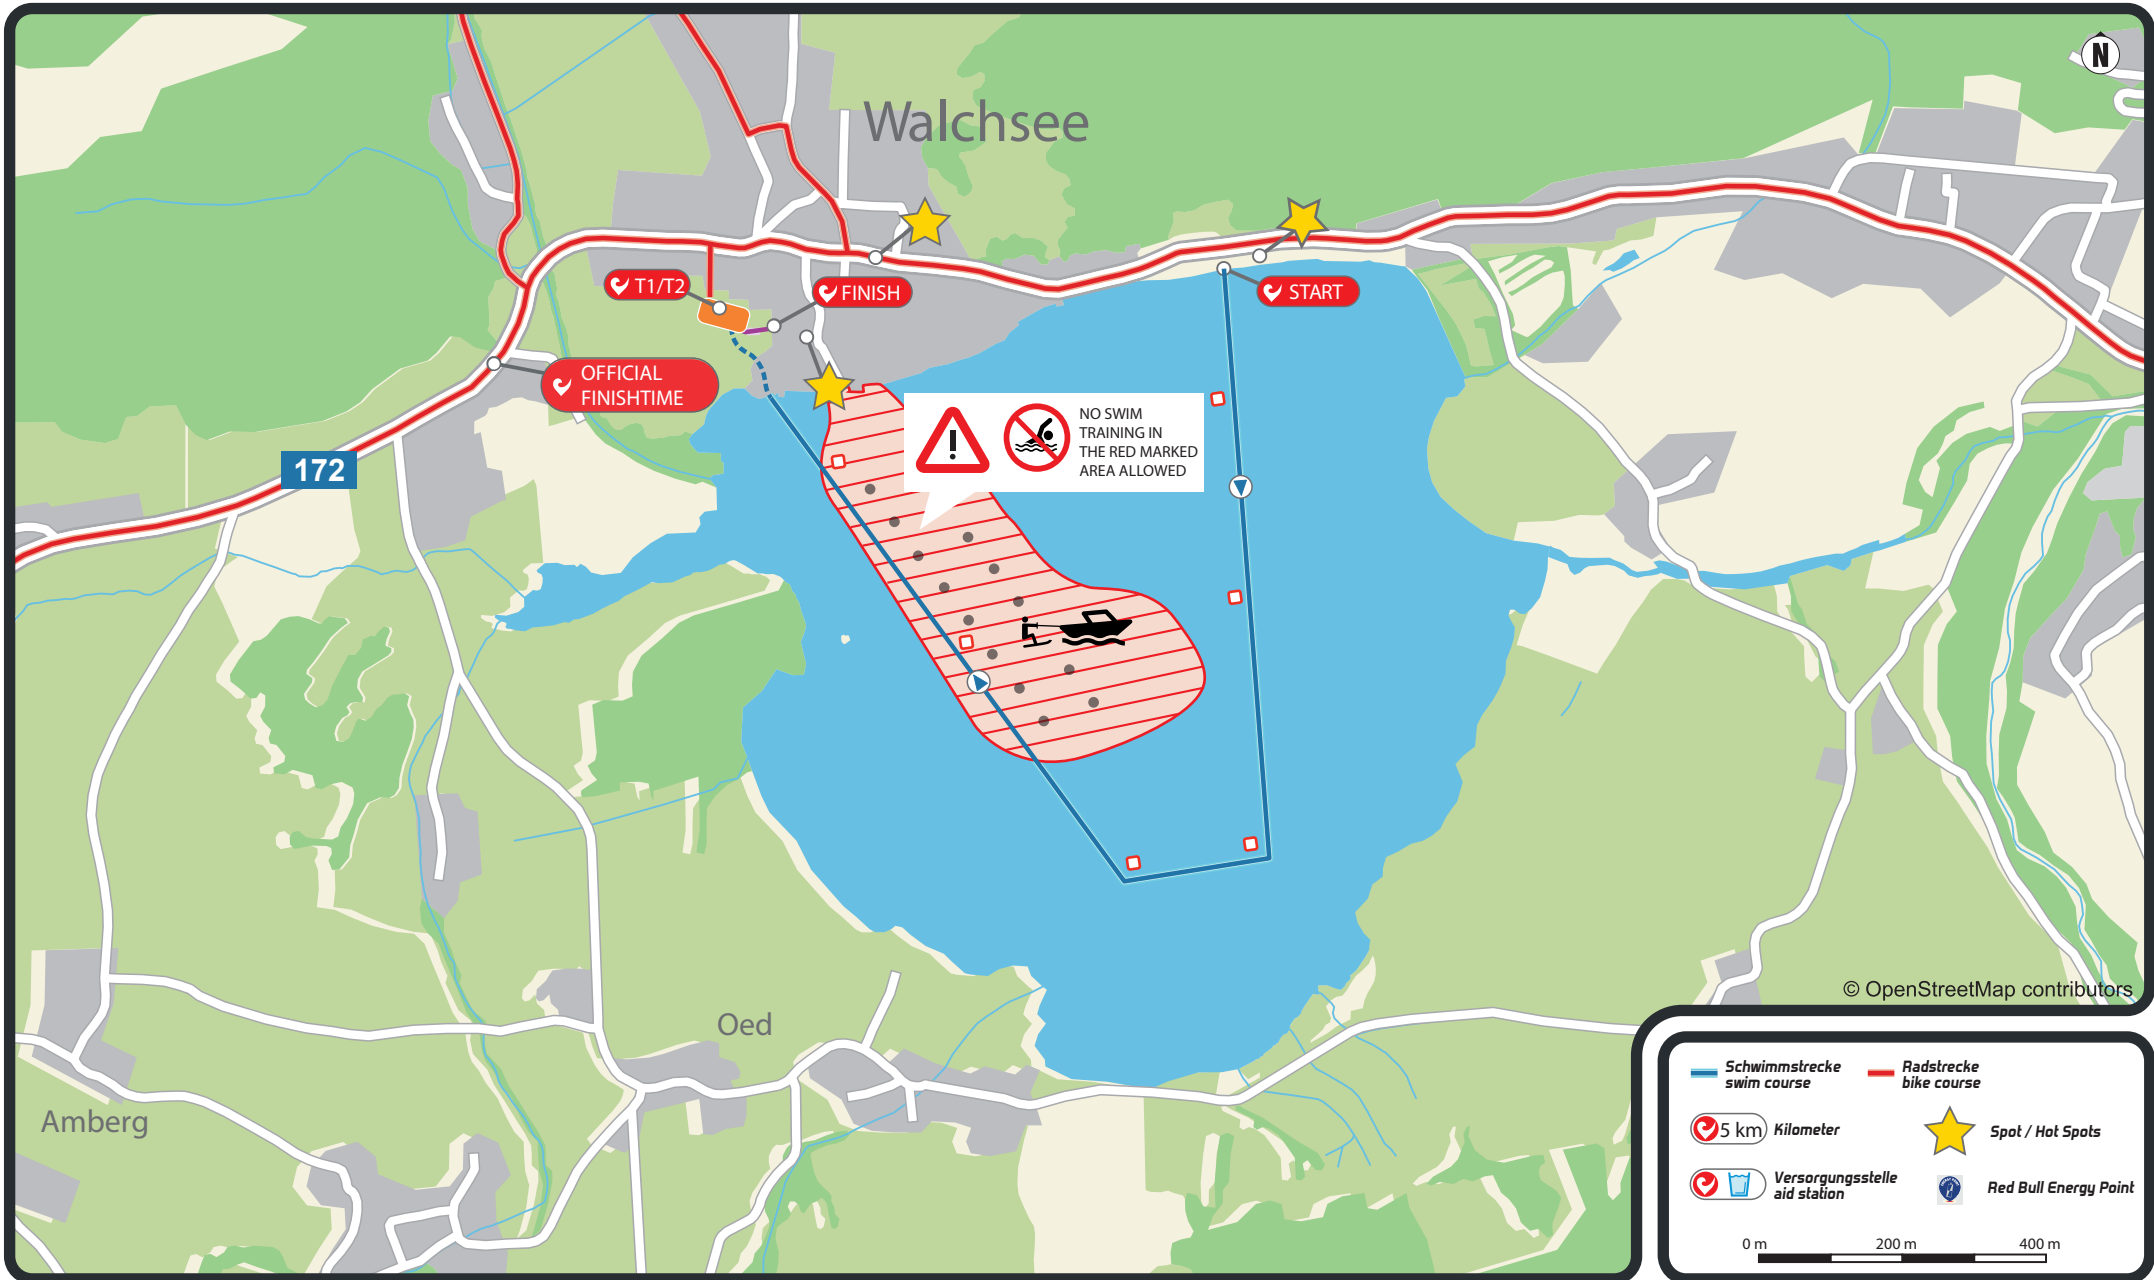 N
Walchsee
T1/T2
FINISH
START
OFFICIAL
FINISHTIME
NO SWIM
TRAINING IN
THE RED MARKED
AREA ALLOWED
172
© OpenStreetMap contributors
Oed
Amberg
Schwimmstrecke
swim course
Radstrecke
bike course
5 km
Kilometer
Spot / Hot Spots
Versorgungsstelle
aid station
Red Bull Energy Point
0 m
200 m
400 m